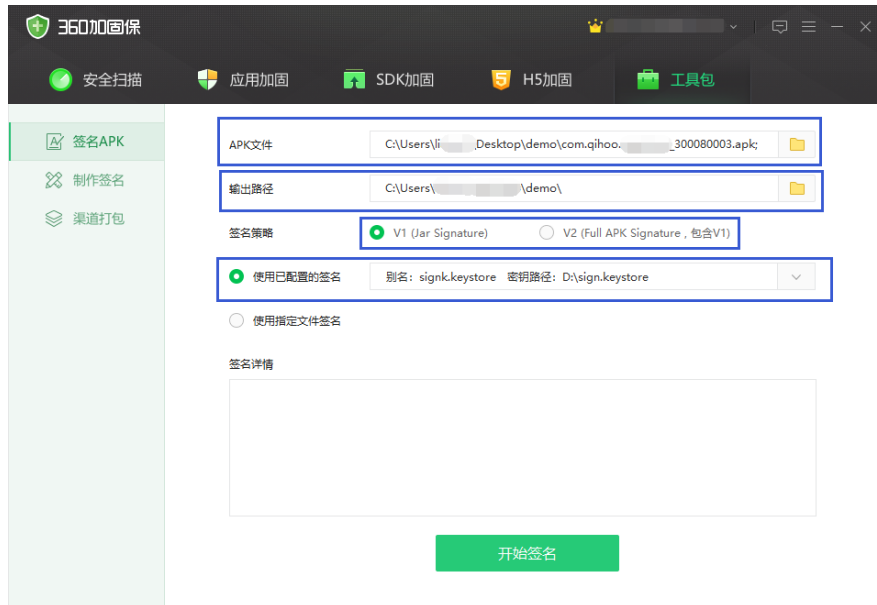 360加固保
安全扫描 应用加固 SDK加固 H5加固 工具包
签名APK
制作签名
渠道打包
APK文件 C:\Users\li Desktop\demo\com.qihoo. _300080003.apk;
输出路径 C:\Users\ \demo\
签名策略 V1 (Jar Signature) V2 (Full APK Signature , 包含V1)
使用已配置的签名 别名：signk.keystore 密钥路径：D:\sign.keystore
使用指定文件签名
签名详情
开始签名